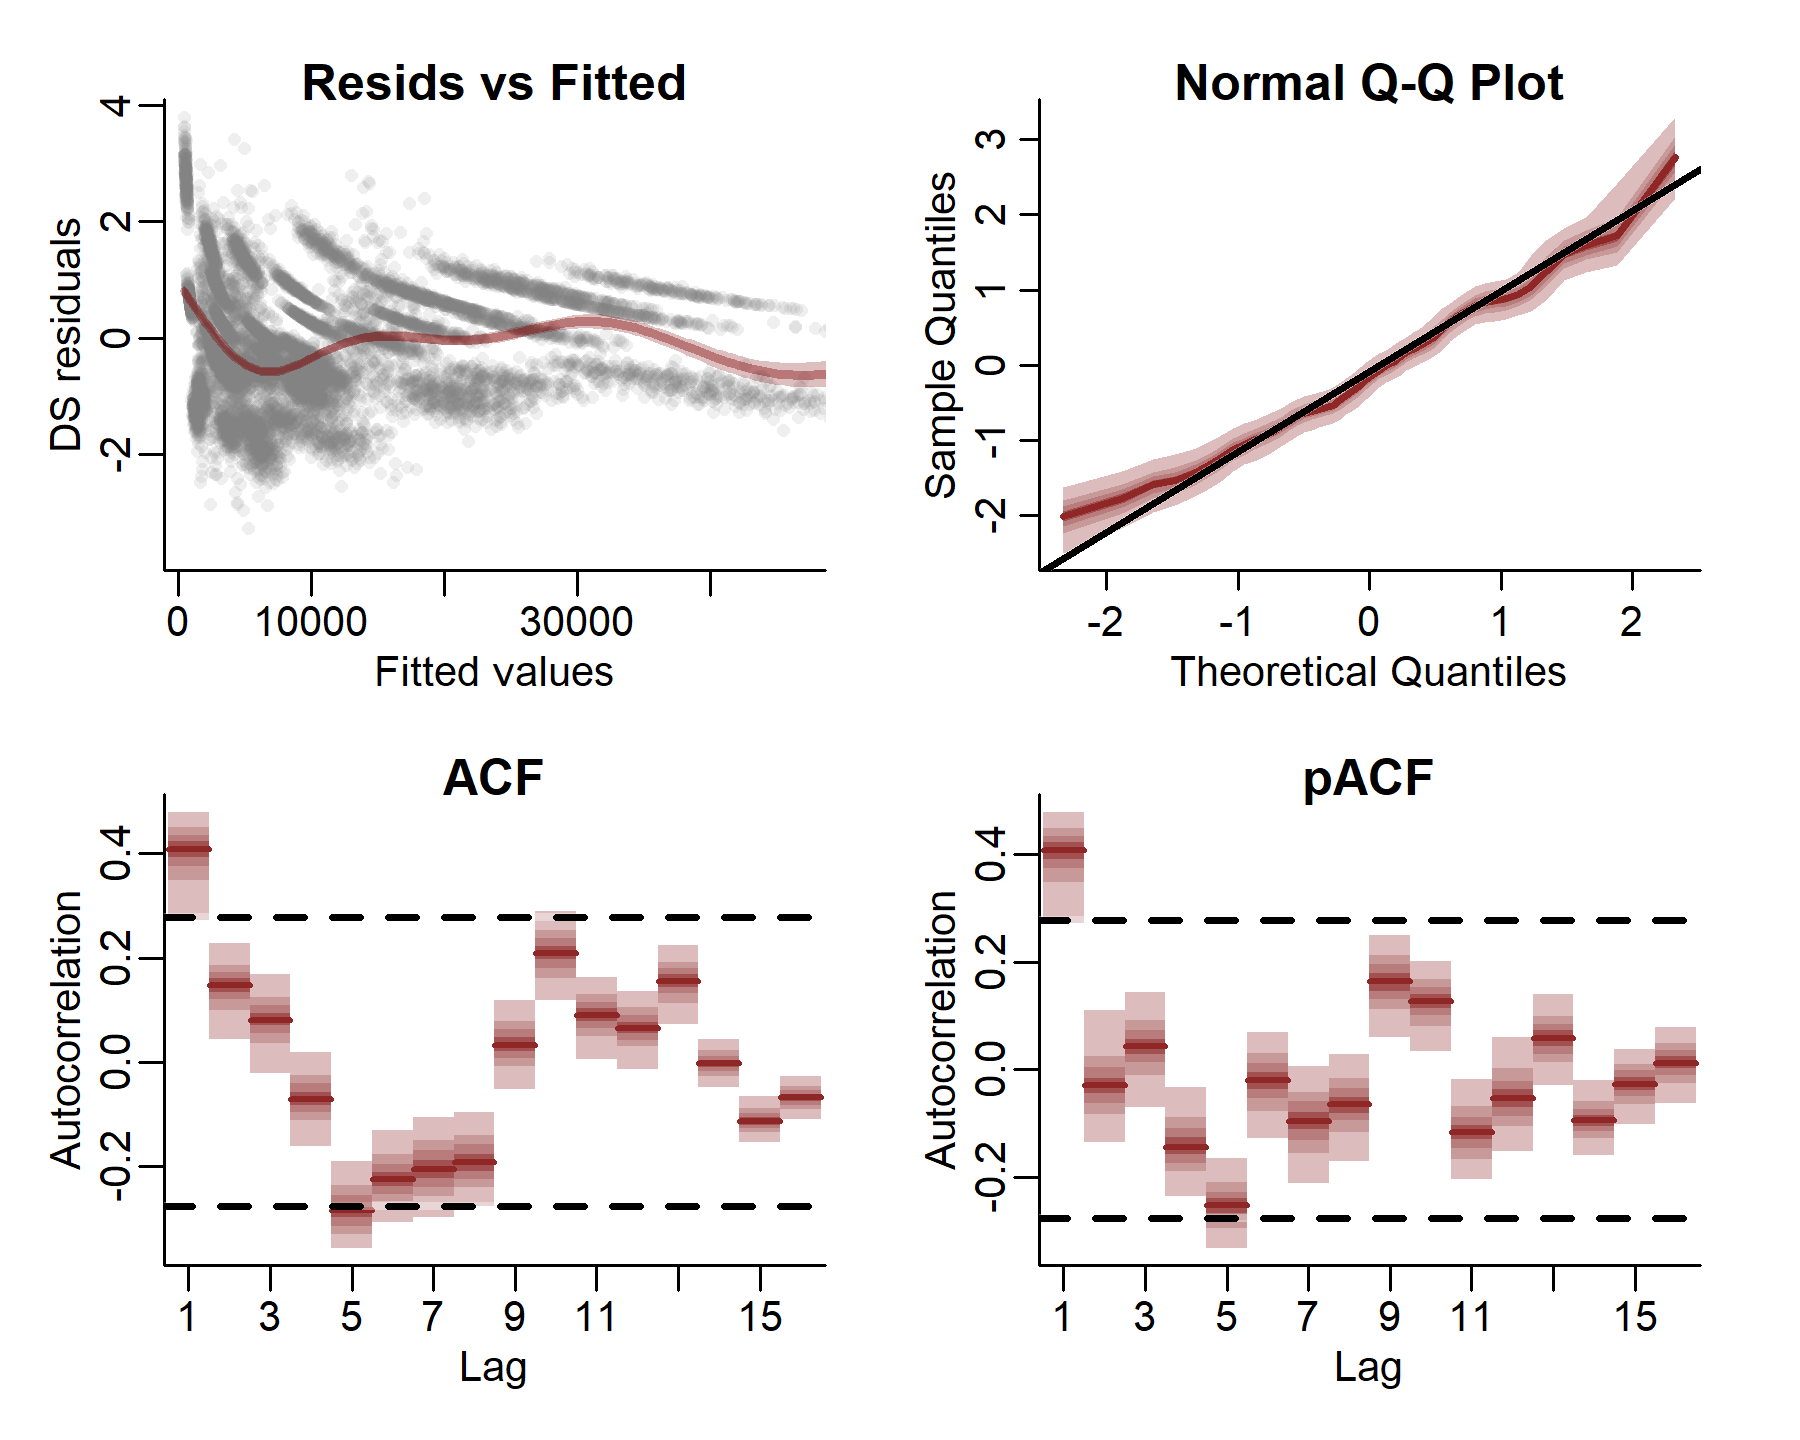 Resids vs Fitted
DS residuals
4
2
0
-2
0 10000 30000
Fitted values
Normal Q-Q Plot
Sample Quantiles
3
2
1
0
-1
-2
-2 -1 0 1 2
Theoretical Quantiles
ACF
Autocorrelation
0.4
0.2
0.0
-0.2
1 3 5 7 9 11 15
Lag
pACF
Autocorrelation
0.4
0.2
0.0
-0.2
1 3 5 7 9 11 15
Lag